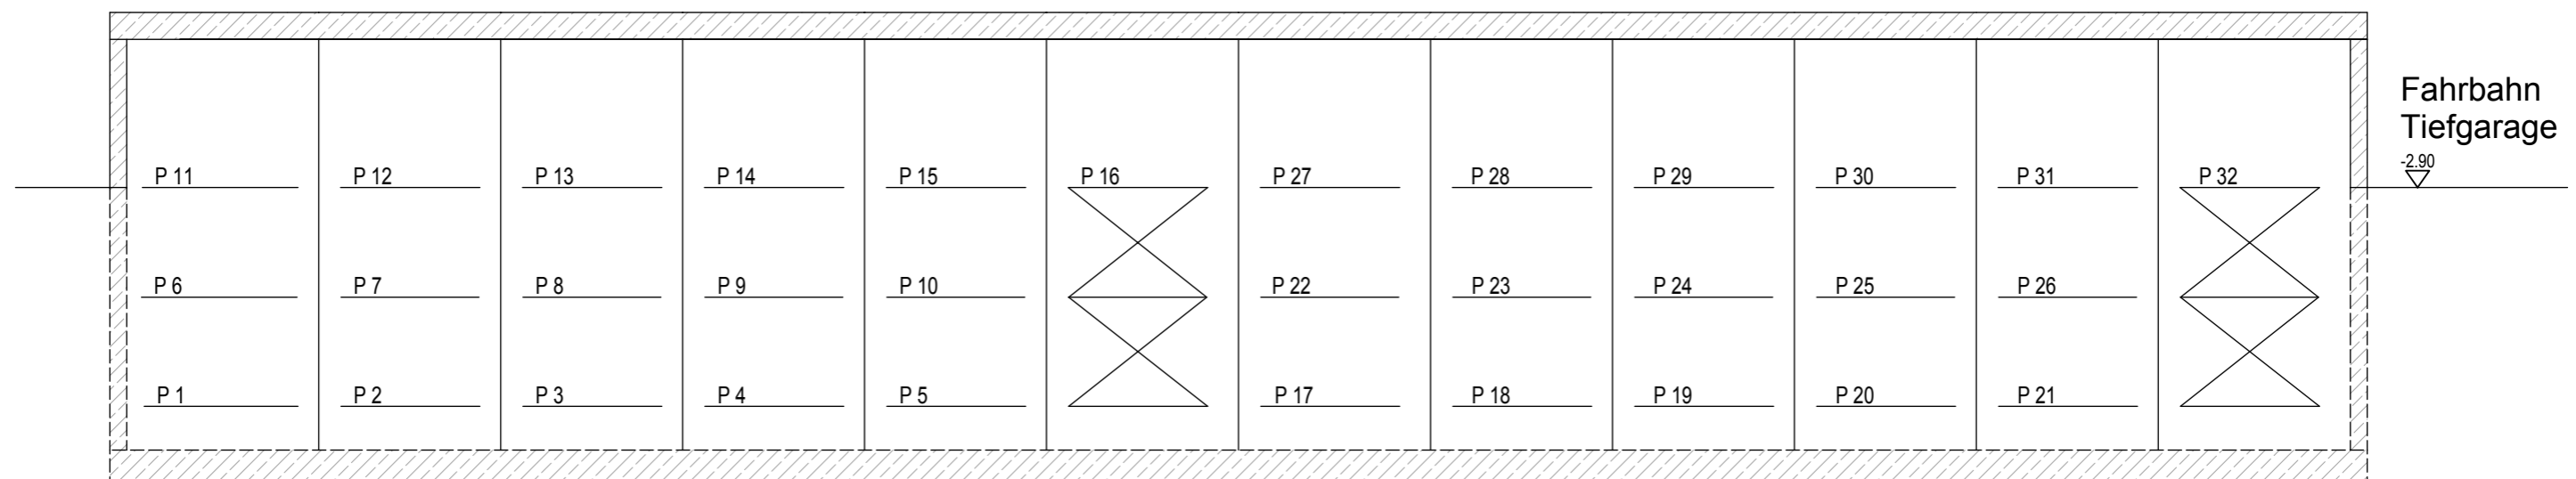 Fahrbahn
Tiefgarage
-2.90
P 11 P 12 P 13 P 14 P 15 P 16 P 27 P 28 P 29 P 30 P 31 P 32
P 6 P 7 P 8 P 9 P 10 P 22 P 23 P 24 P 25 P 26
P 1 P 2 P 3 P 4 P 5 P 17 P 18 P 19 P 20 P 21